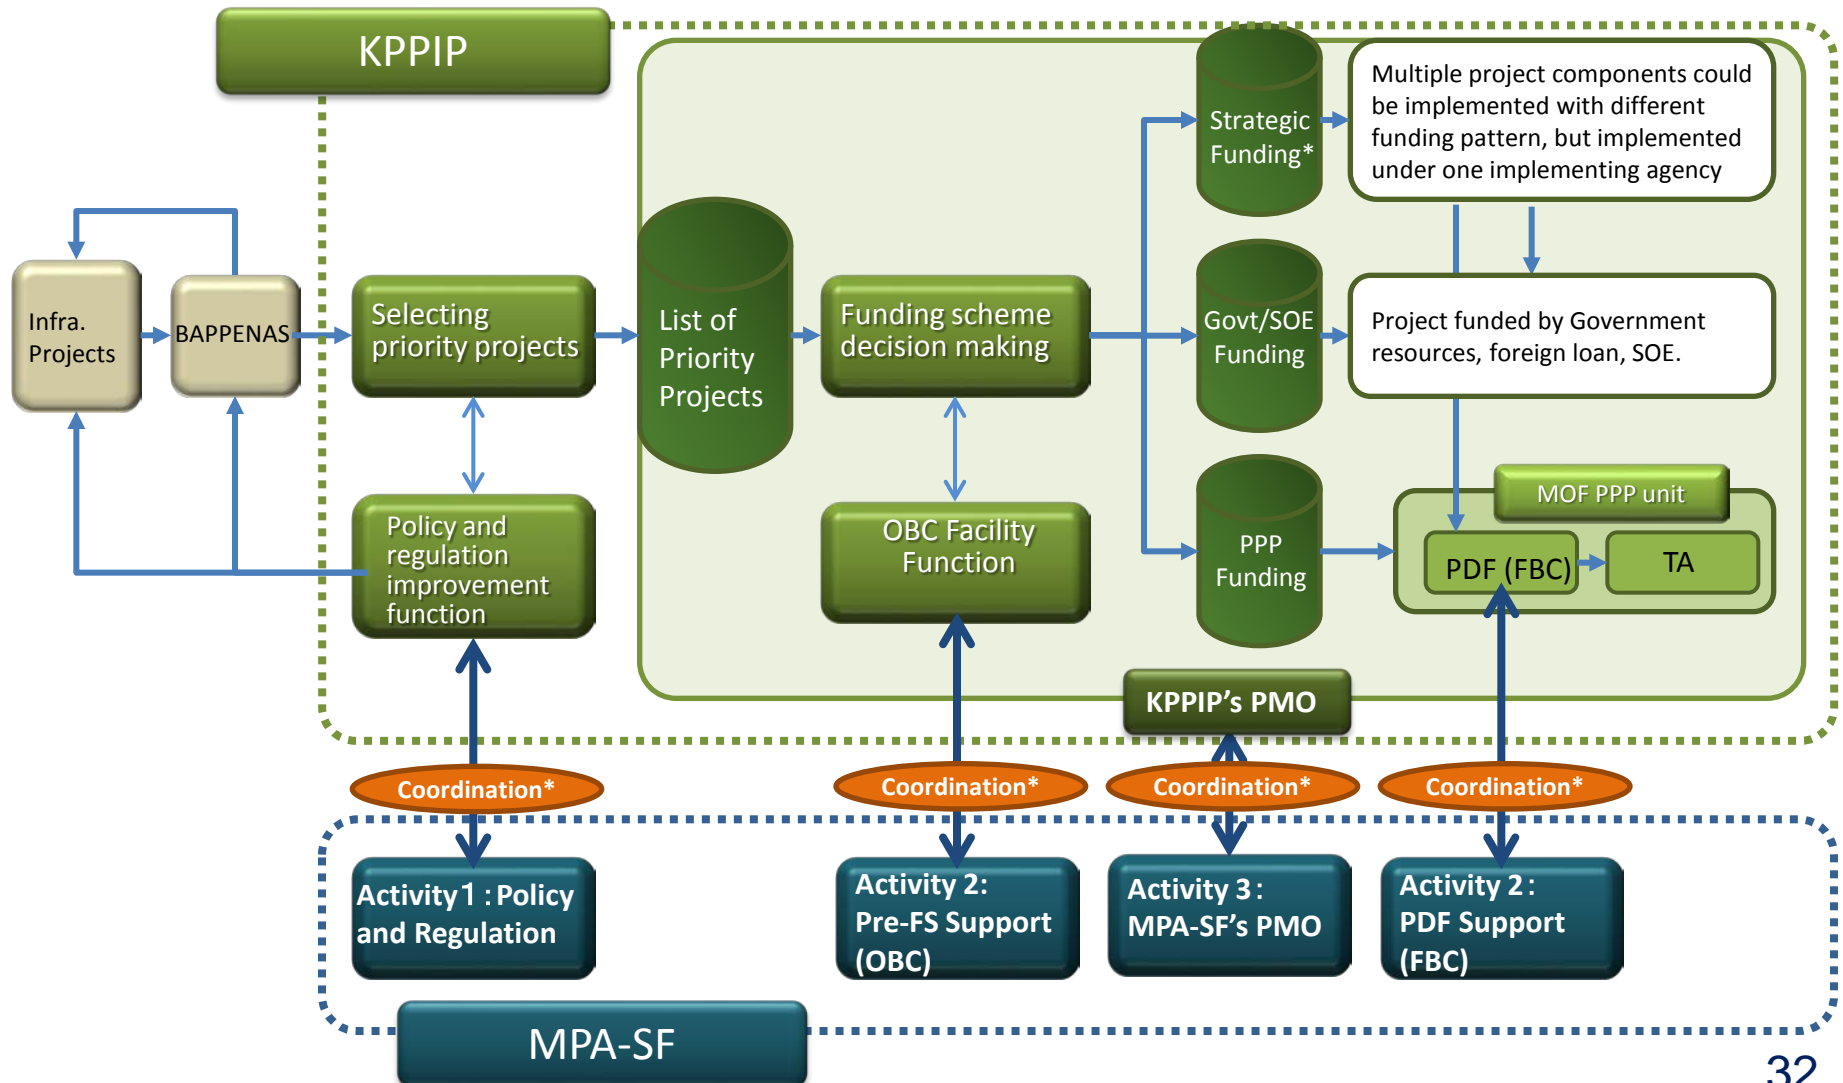 KPPIP
Infra.
Projects
BAPPENAS
Selecting
priority projects
List of
Priority
Projects
Funding scheme
decision making
Strategic
Funding*
Multiple project components could
be implemented with different
funding pattern, but implemented
under one implementing agency
Govt/SOE
Funding
Project funded by Government
resources, foreign loan, SOE.
Policy and
regulation
improvement
function
OBC Facility
Function
PPP
Funding
MOF PPP unit
PDF (FBC)
TA
KPPIP’s PMO
Coordination*
Coordination*
Coordination*
Coordination*
Activity 1 : Policy
and Regulation
Activity 2:
Pre-FS Support
(OBC)
Activity 3 :
MPA-SF’s PMO
Activity 2 :
PDF Support
(FBC)
MPA-SF
32